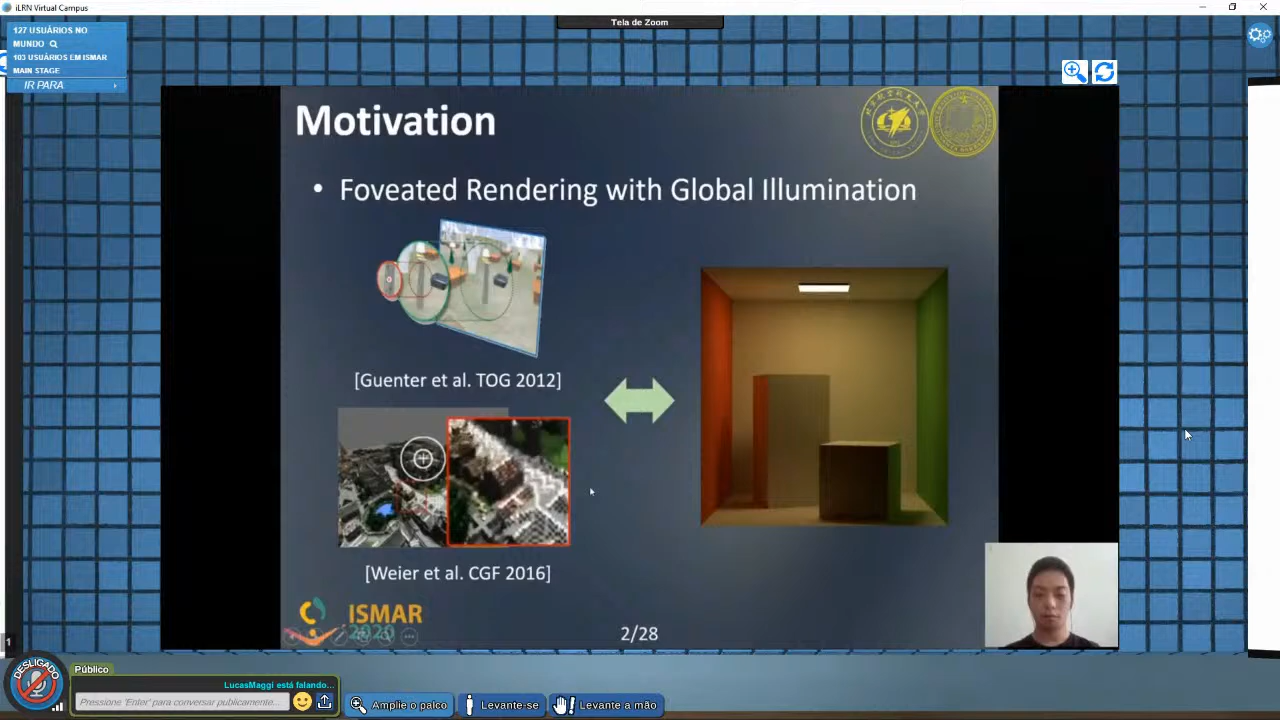 iLRN Virtual Campus
Tela de Zoom
127 USUÁRIOS NO
MUNDO
103 USUÁRIOS EM ISMAR
MAIN STAGE
IR PARA
Motivation
• Foveated Rendering with Global Illumination
[Guenter et al. TOG 2012]
[Weier et al. CGF 2016]
ISMAR
2020
2/28
1
DESLIGADO
Público
LucasMaggi está falando...
Pressione 'Enter' para conversar publicamente...
Amplie o palco
Levante-se
Levante a mão